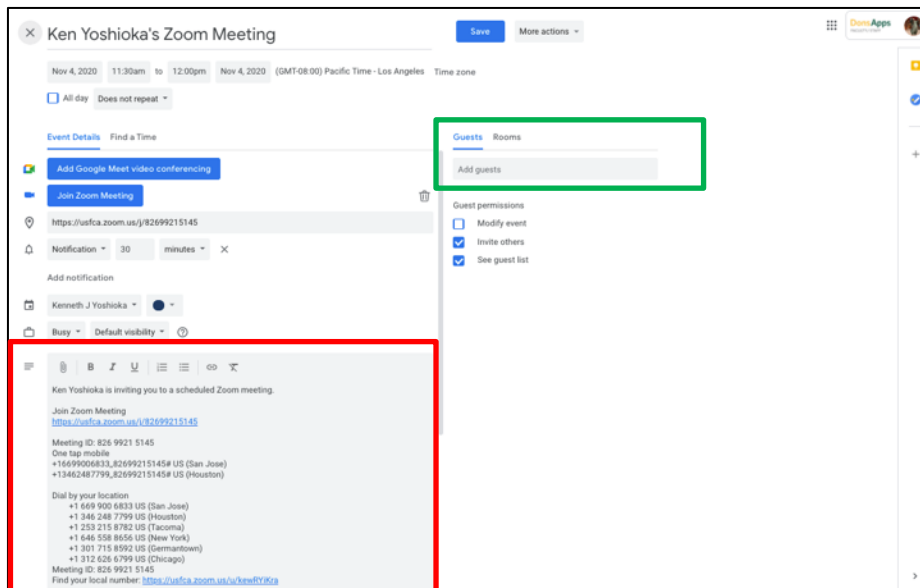 Ken Yoshioka's Zoom Meeting
Save
More actions
DonsApps
Nov 4, 2020 11:30am to 12:00pm Nov 4, 2020 (GMT-08:00) Pacific Time - Los Angeles Time zone
All day Does not repeat
Event Details Find a Time
Guests Rooms
Add Google Meet video conferencing
Add guests
Join Zoom Meeting
https://usfca.zoom.us/j/82699215145
Guest permissions
Modify event
Notification 30 minutes
Invite others
See guest list
Add notification
Kenneth J Yoshioka
Busy Default visibility
B I U
Ken Yoshioka is inviting you to a scheduled Zoom meeting.
Join Zoom Meeting
https://usfca.zoom.us/j/82699215145
Meeting ID: 826 9921 5145
One tap mobile
+16699006833,,82699215145# US (San Jose)
+13462487799,,82699215145# US (Houston)
Dial by your location
+1 669 900 6833 US (San Jose)
+1 346 248 7799 US (Houston)
+1 253 215 8782 US (Tacoma)
+1 646 558 8656 US (New York)
+1 301 715 8592 US (Germantown)
+1 312 626 6799 US (Chicago)
Meeting ID: 826 9921 5145
Find your local number: https://usfca.zoom.us/u/kewRYiKra